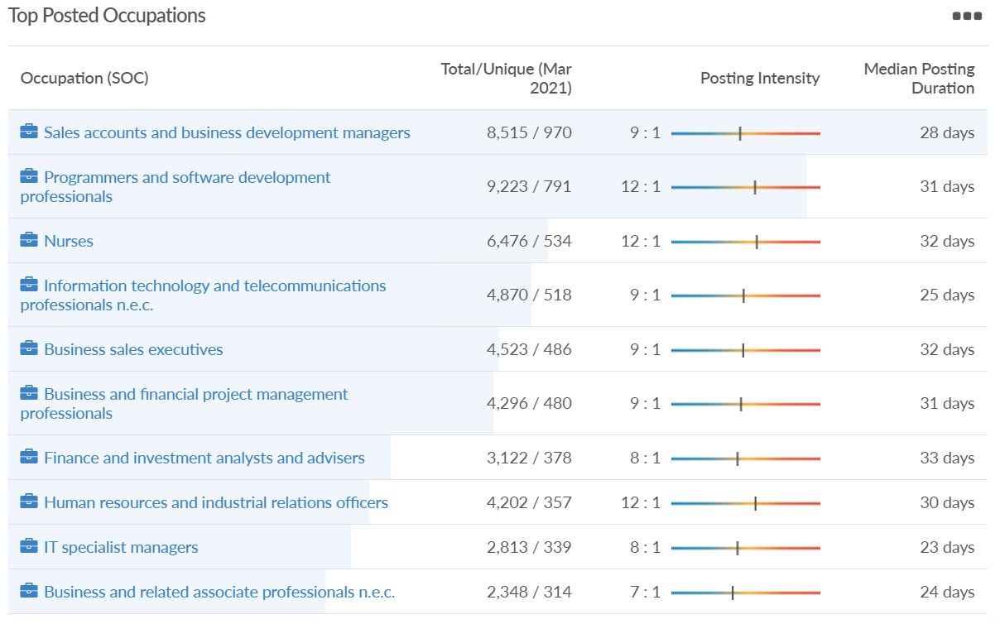 Top Posted Occupations
Occupation (SOC)
Total/Unique (Mar
2021)
Posting Intensity
Median Posting
Duration
Sales accounts and business development managers 8,515 / 970 9 : 1 28 days
Programmers and software development
professionals 9,223 / 791 12 : 1 31 days
Nurses 6,476 / 534 12 : 1 32 days
Information technology and telecommunications
professionals n.e.c. 4,870 / 518 9 : 1 25 days
Business sales executives 4,523 / 486 9 : 1 32 days
Business and financial project management
professionals 4,296 / 480 9 : 1 31 days
Finance and investment analysts and advisers 3,122 / 378 8 : 1 33 days
Human resources and industrial relations officers 4,202 / 357 12 : 1 30 days
IT specialist managers 2,813 / 339 8 : 1 23 days
Business and related associate professionals n.e.c. 2,348 / 314 7 : 1 24 days